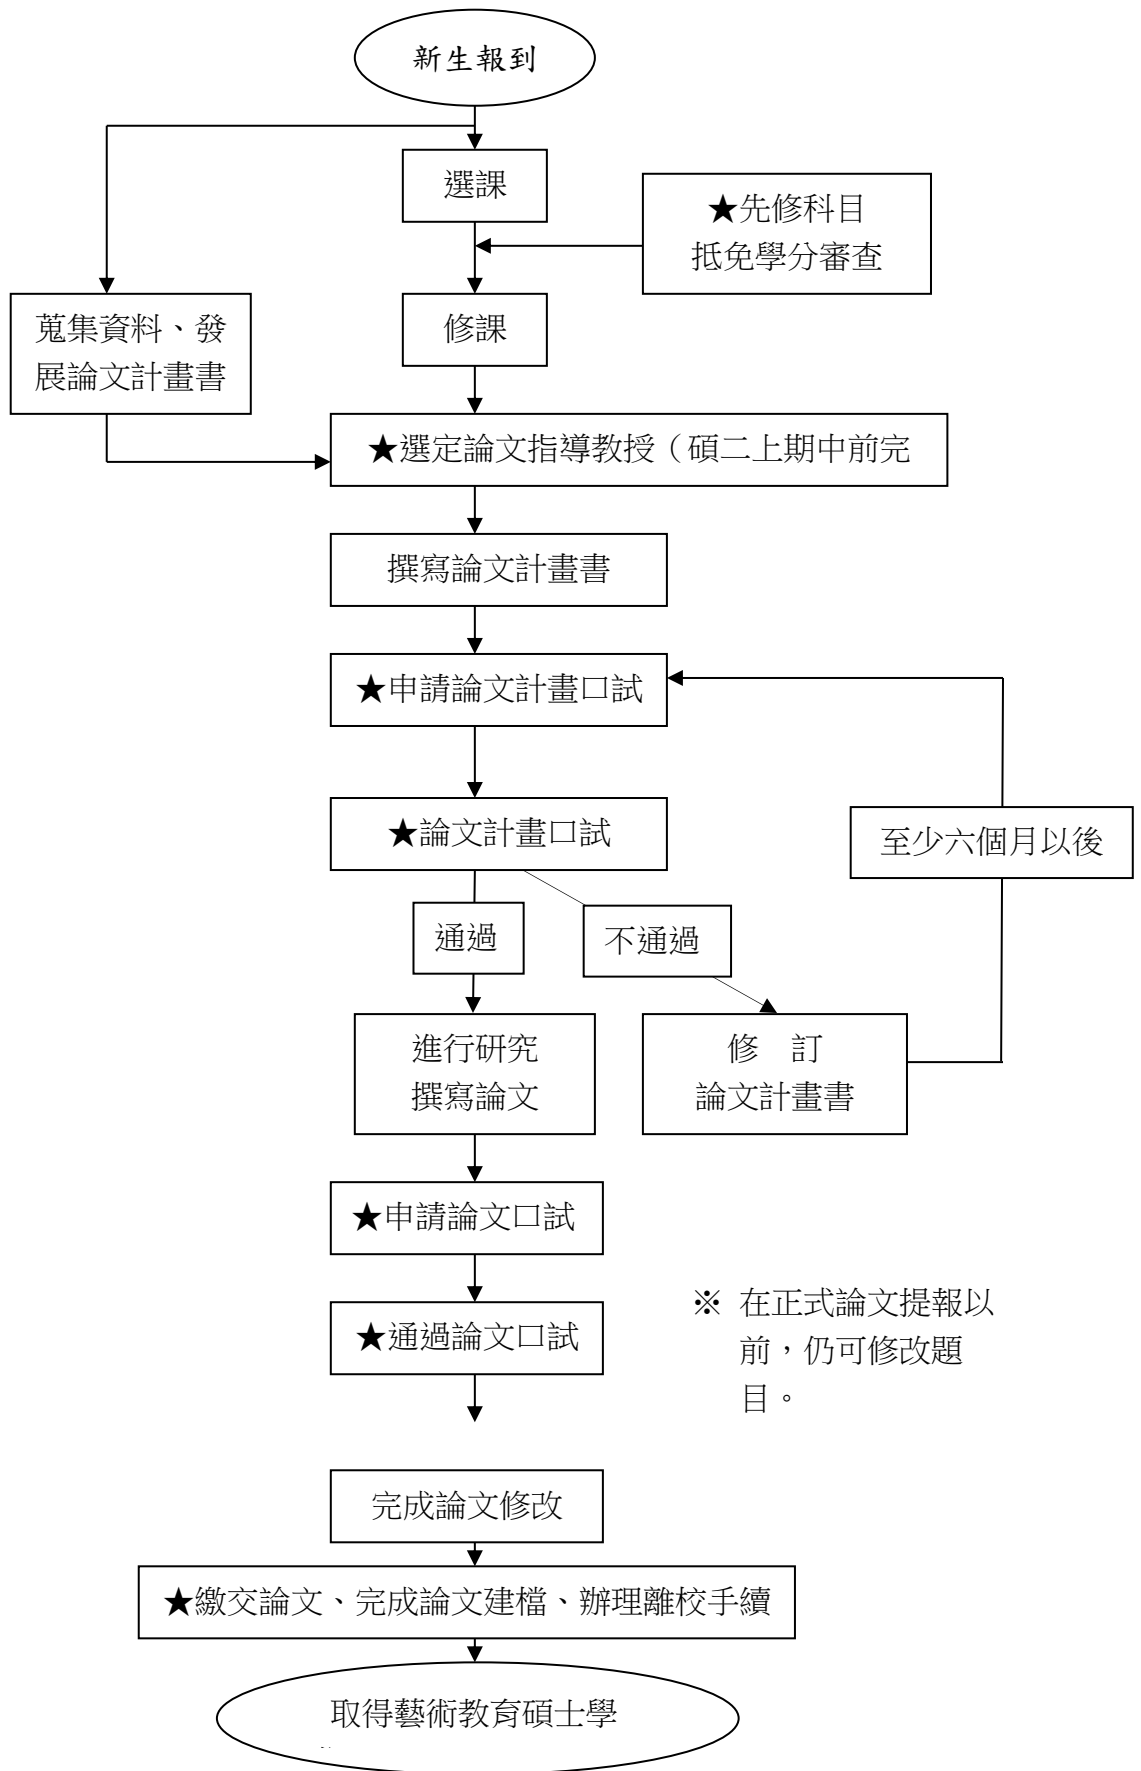 新生報到
選課
★先修科目
抵免學分審查
蒐集資料、發
展論文計畫書
修課
★選定論文指導教授（碩二上期中前完
撰寫論文計畫書
★申請論文計畫口試
★論文計畫口試
至少六個月以後
通過
不通過
進行研究
撰寫論文
修　訂
論文計畫書
★申請論文口試
★通過論文口試
※ 在正式論文提報以
前，仍可修改題
目。
完成論文修改
★繳交論文、完成論文建檔、辦理離校手續
取得藝術教育碩士學